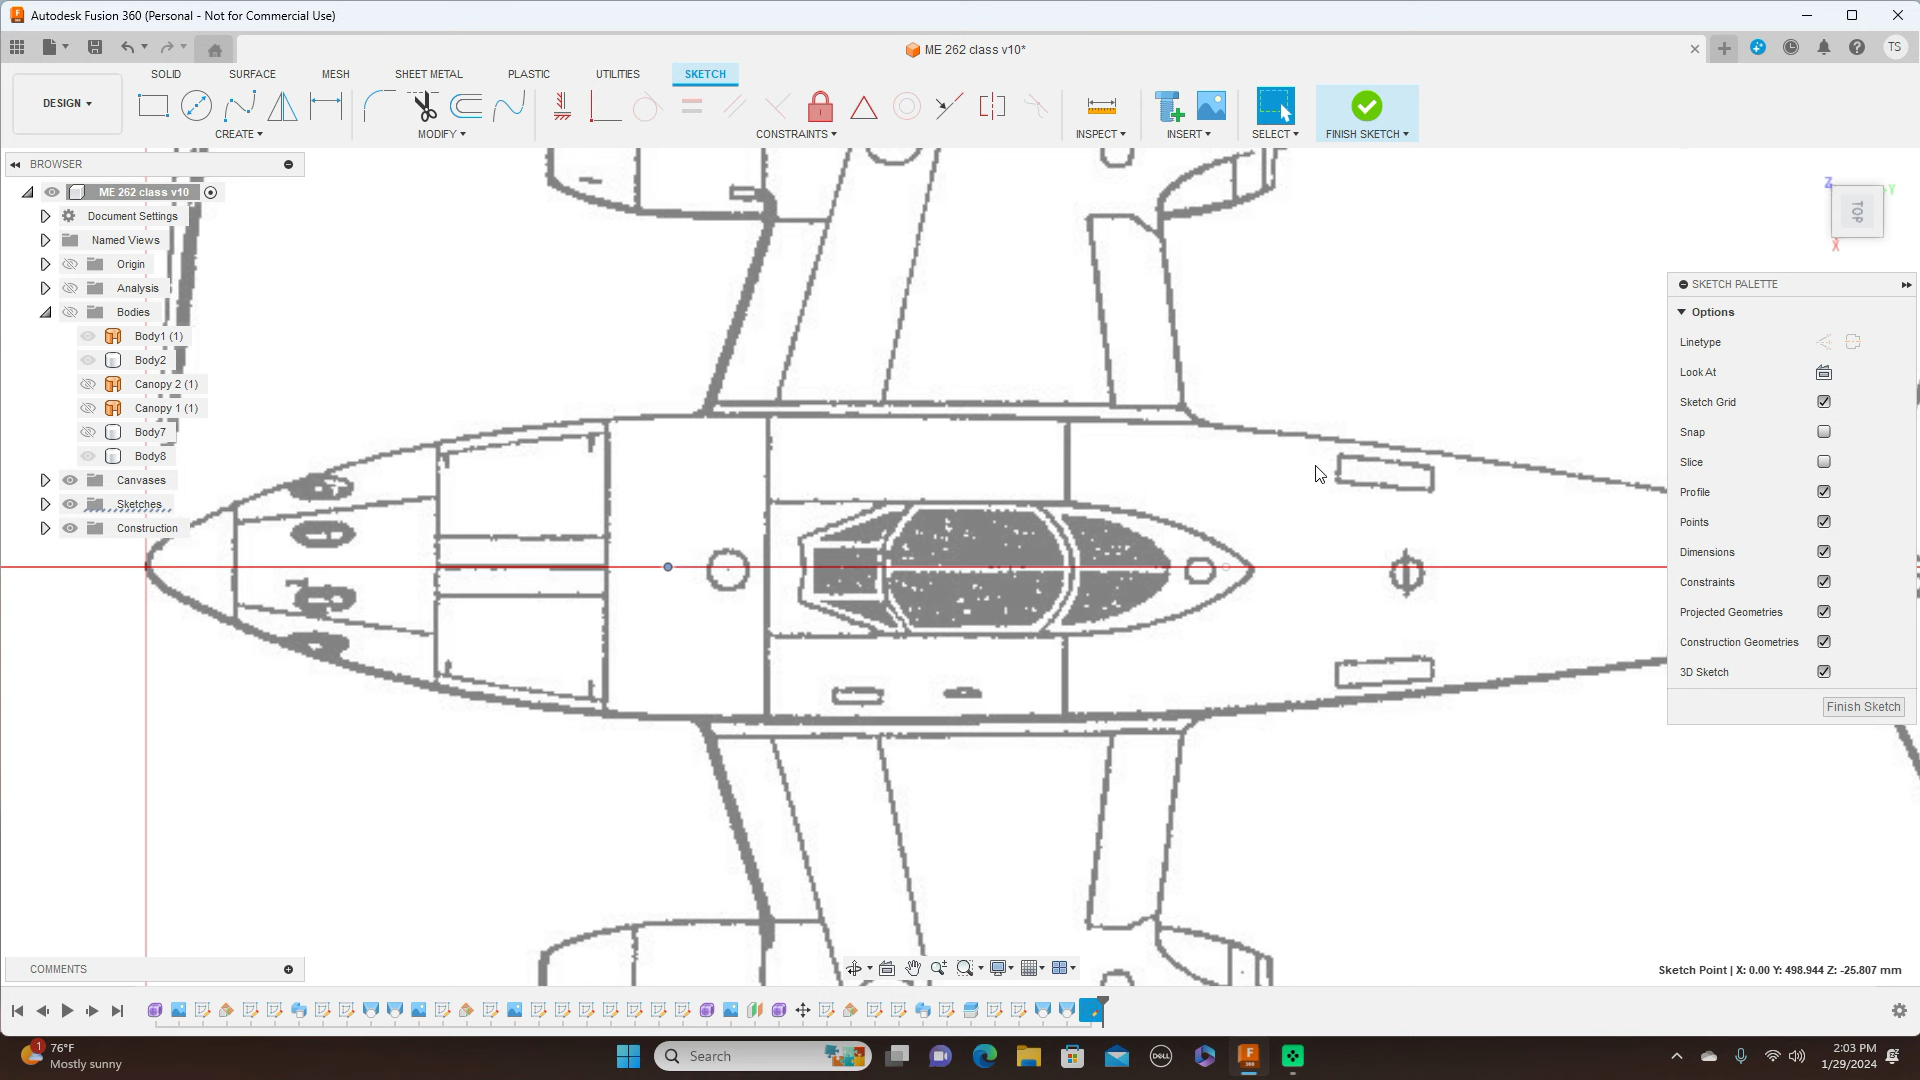 Autodesk Fusion 360 (Personal - Not for Commercial Use)
ME 262 class v10*
TS
SOLID
SURFACE
MESH
SHEET METAL
PLASTIC
UTILITIES
SKETCH
DESIGN
CREATE
MODIFY
CONSTRAINTS
INSPECT
INSERT
SELECT
FINISH SKETCH
BROWSER
ME 262 class v10
Document Settings
Named Views
Origin
Analysis
Bodies
Body1 (1)
Body2
Canopy 2 (1)
Canopy 1 (1)
Body7
Body8
Canvases
Sketches
Construction
Z
Y
TOP
X
SKETCH PALETTE
Options
Linetype
Look At
Sketch Grid
Snap
Slice
Profile
Points
Dimensions
Constraints
Projected Geometries
Construction Geometries
3D Sketch
Finish Sketch
COMMENTS
Sketch Point | X: 0.00 Y: 498.944 Z: -25.807 mm
1
76°F
Mostly sunny
Search
DELL
F
360
2:03 PM
1/29/2024